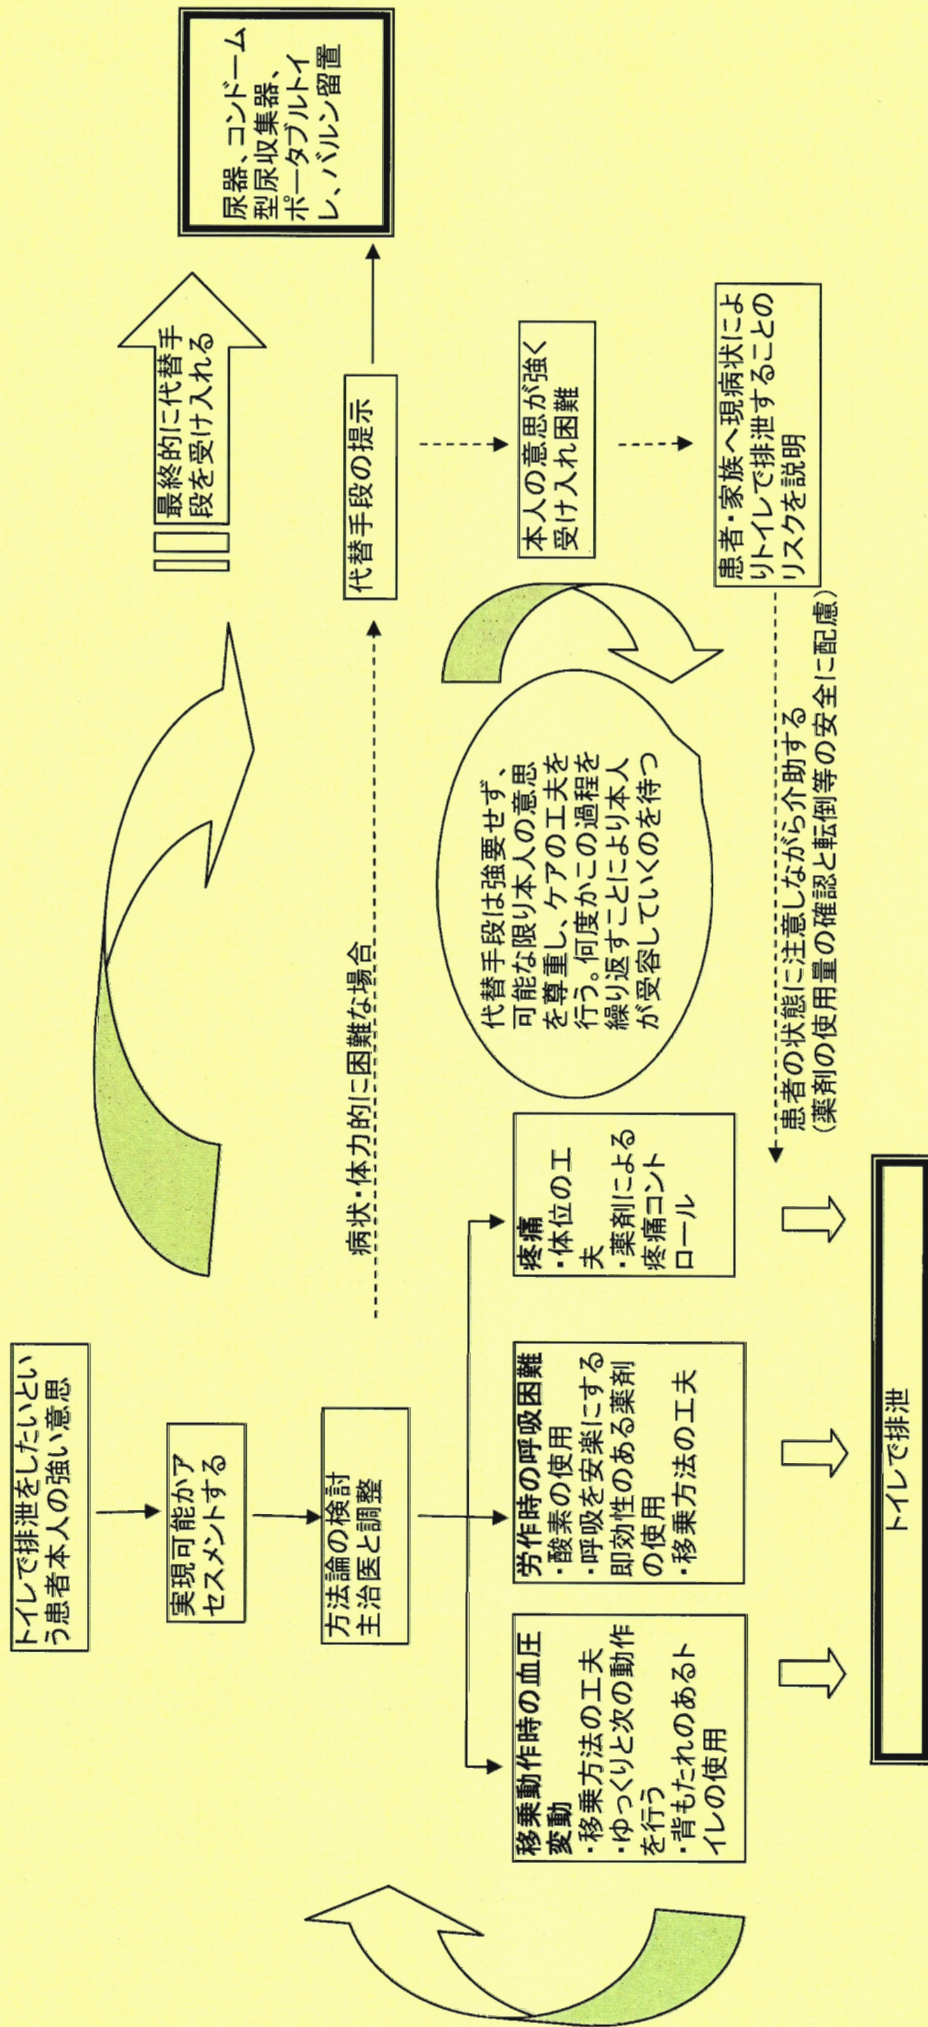 トイレで排泄をしたいとい
う患者本人の強い意思
実現可能かア
セスメントする
方法論の検討
主治医と調整
移乗動作時の血圧
変動
・移乗方法の工夫
・ゆっくりと次の動作
を行う
・背もたれのあるト
イレの使用
労作時の呼吸困難
・酸素の使用
・呼吸を安楽にする
即効性のある薬剤
の使用
・移乗方法の工夫
疼痛
・体位の工
夫
・薬剤による
疼痛コント
ロール
トイレで排泄
病状・体力的に困難な場合
代替手段の提示
最終的に代替手
段を受け入れる
尿器、コンドーム
型尿収集器、
ポータブルトイ
レ、バルン留置
本人の意思が強く
受け入れ困難
患者・家族へ現病状によ
りトイレで排泄することの
リスクを説明
代替手段は強要せず、
可能な限り本人の意思
を尊重し、ケアの工夫を
行う。何度かこの過程を
繰り返すことにより本人
が受容していくのを待つ
患者の状態に注意しながら介助する
(薬剤の使用量の確認と転倒等の安全に配慮)